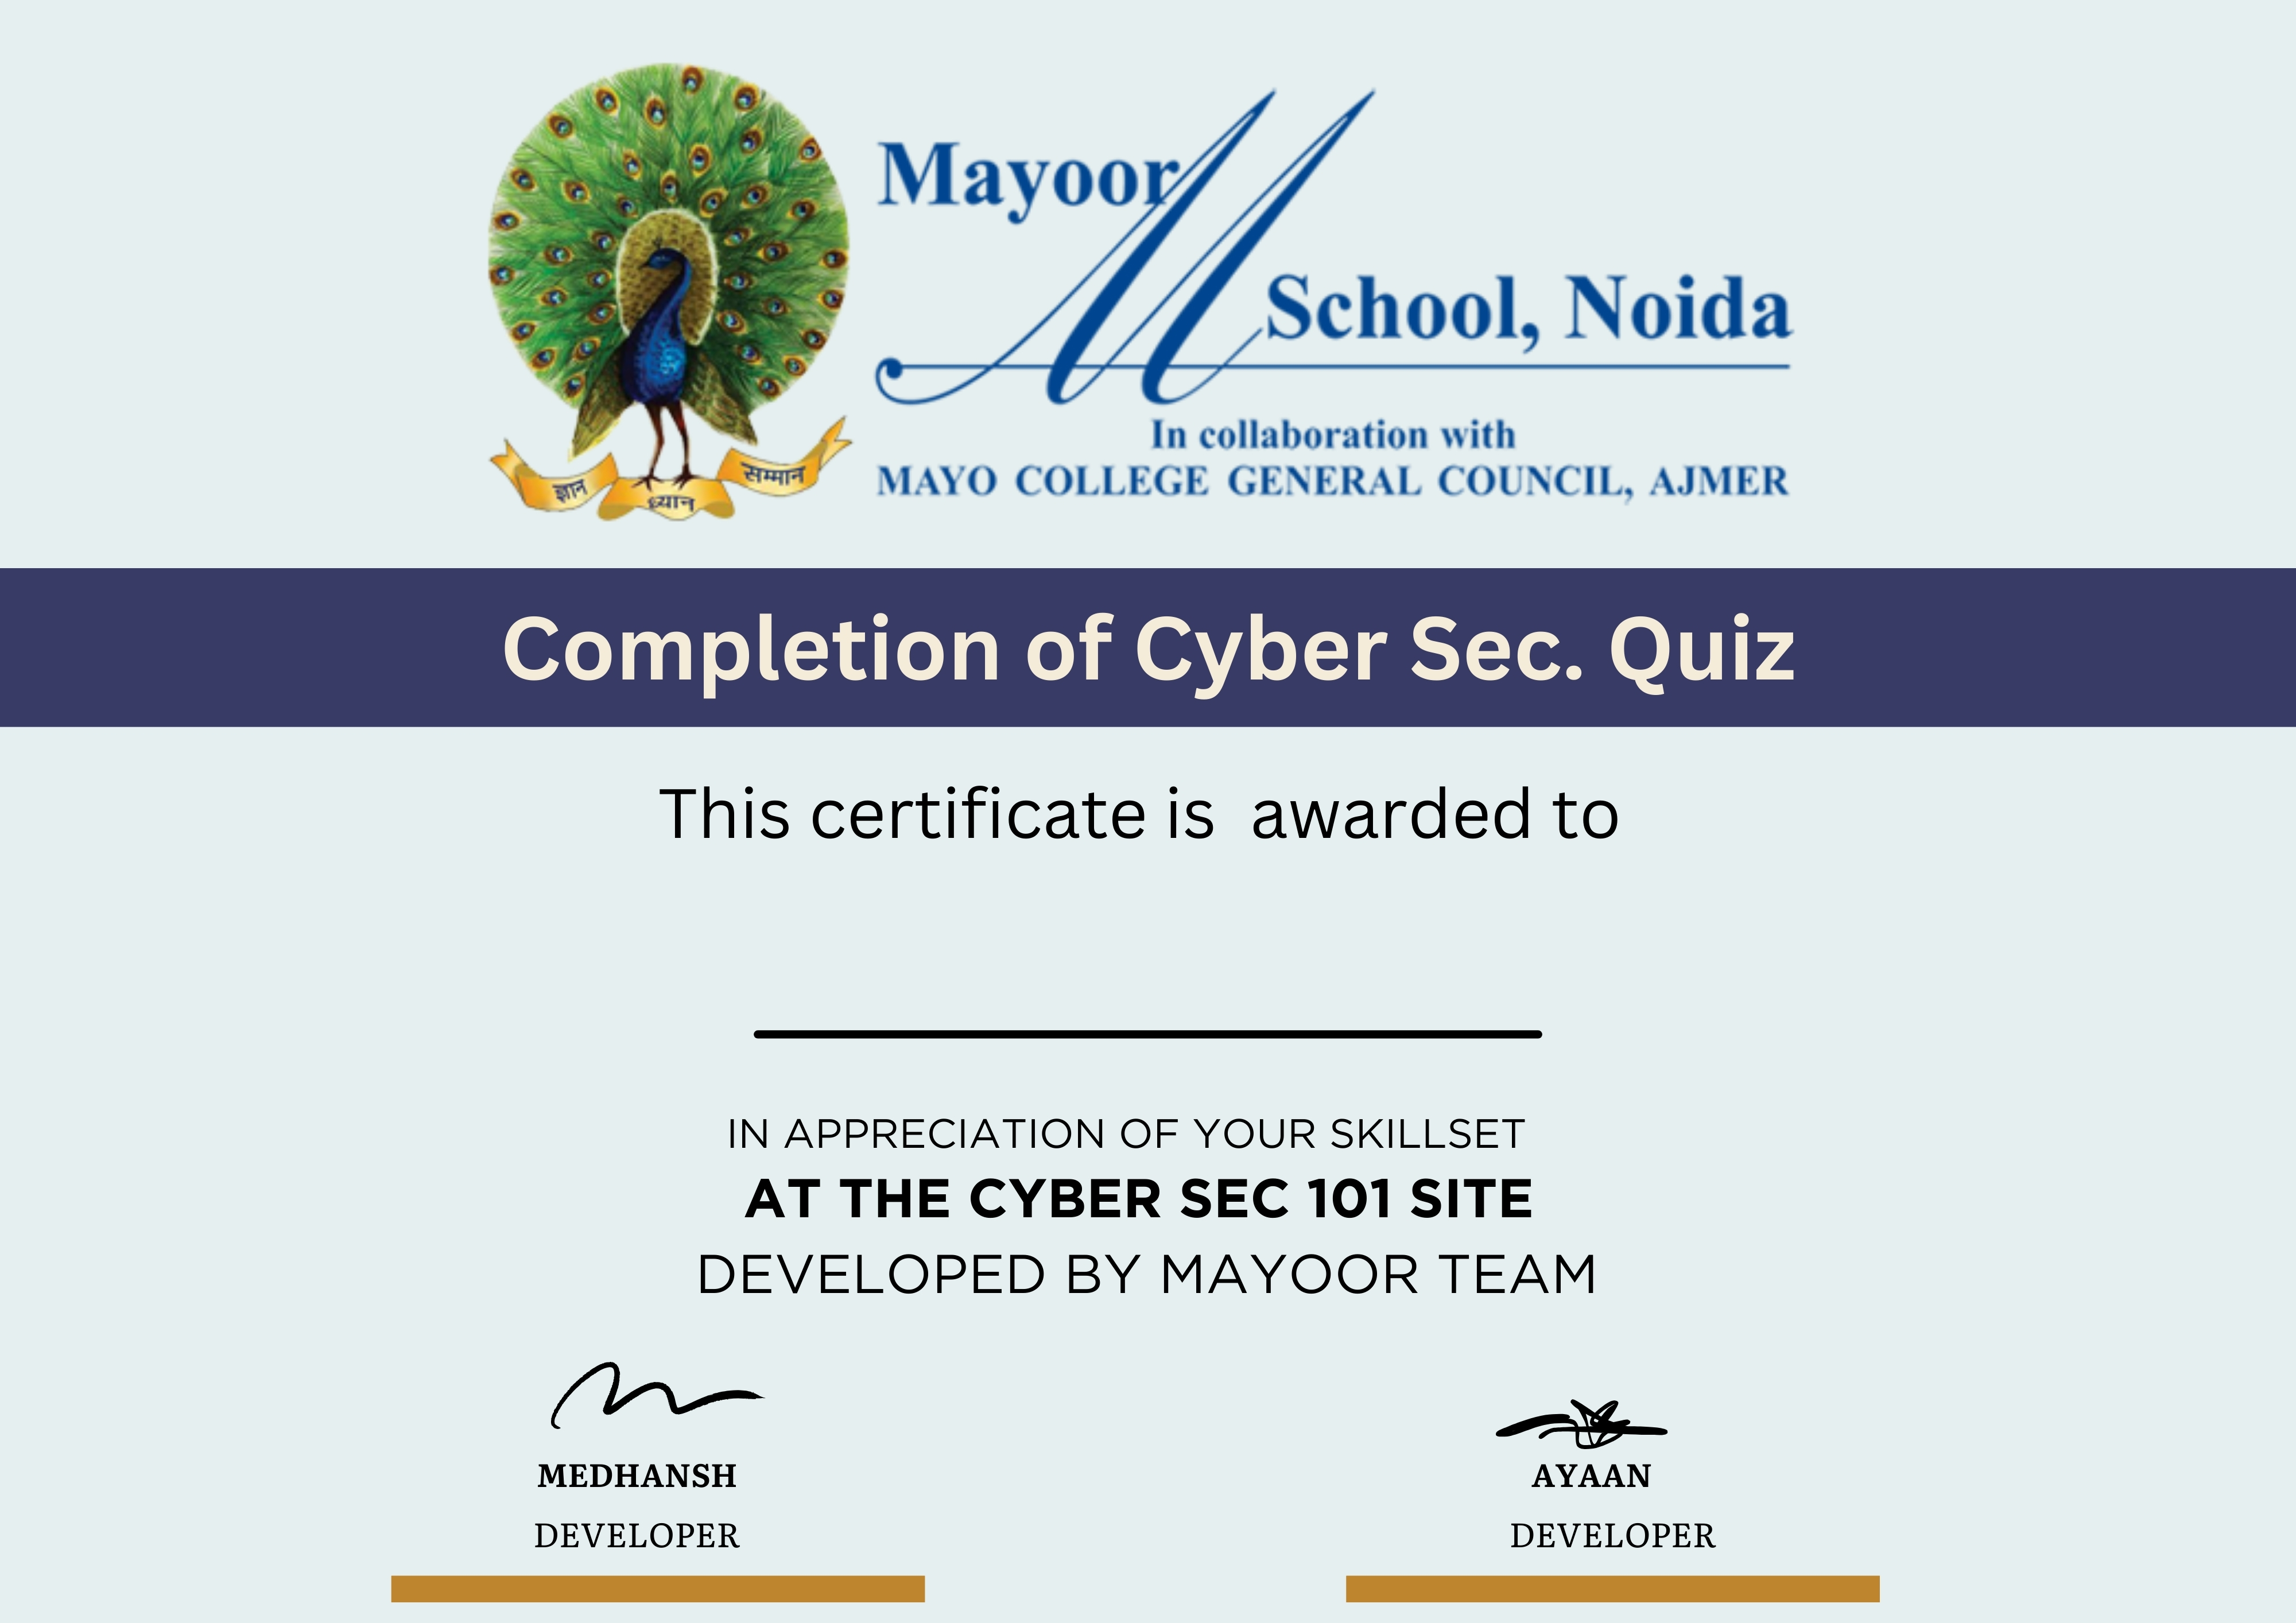 Mayoor
School, Noida
In collaboration with
MAYO COLLEGE GENERAL COUNCIL, AJMER
ज्ञान
ध्यान
सम्मान
Completion of Cyber Sec. Quiz
This certificate is  awarded to
IN APPRECIATION OF YOUR SKILLSET
AT THE CYBER SEC 101 SITE
DEVELOPED BY MAYOOR TEAM
MEDHANSH
AYAAN
DEVELOPER
DEVELOPER